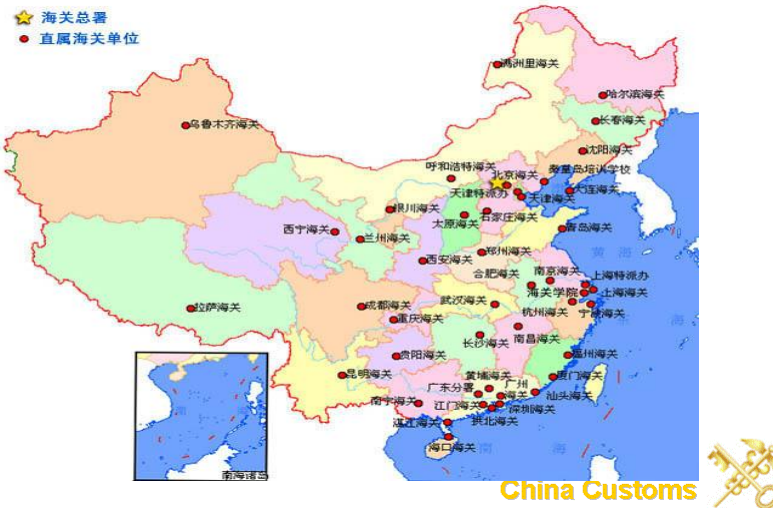 海关总署
直属海关单位
满洲里海关
哈尔滨海关
长春海关
乌鲁木齐海关
沈阳海关
呼和浩特海关
秦皇岛培训学校
北京海关
大连海关
天津特派办
天津海关
银川海关
石家庄海关
太原海关
青岛海关
西宁海关
兰州海关
黄海
郑州海关
西安海关
合肥海关
南京海关
上海特派办
海关学院
上海海关
拉萨海关
成都海关
武汉海关
杭州海关
宁波海关
重庆海关
长沙海关
南昌海关
贵阳海关
福州海关
昆明海关
黄埔海关
厦门海关
广东分署
广州
海关
汕头海关
南宁海关
江门海关
深圳海关
湛江海关
拱北海关
海口海关
南海
南海诸岛
China Customs